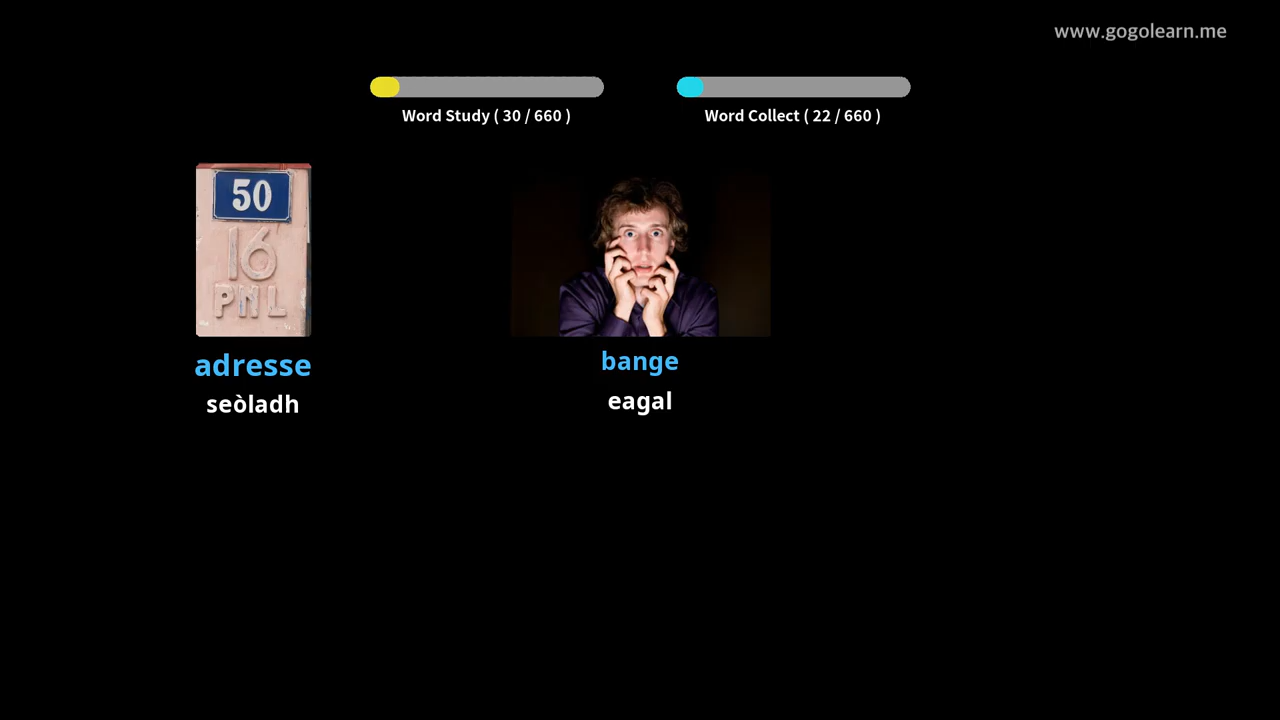 www.gogolearn.me
Word Study ( 30 / 660 )
Word Collect ( 22 / 660 )
50
16
PNL
adresse
seòladh
bange
eagal